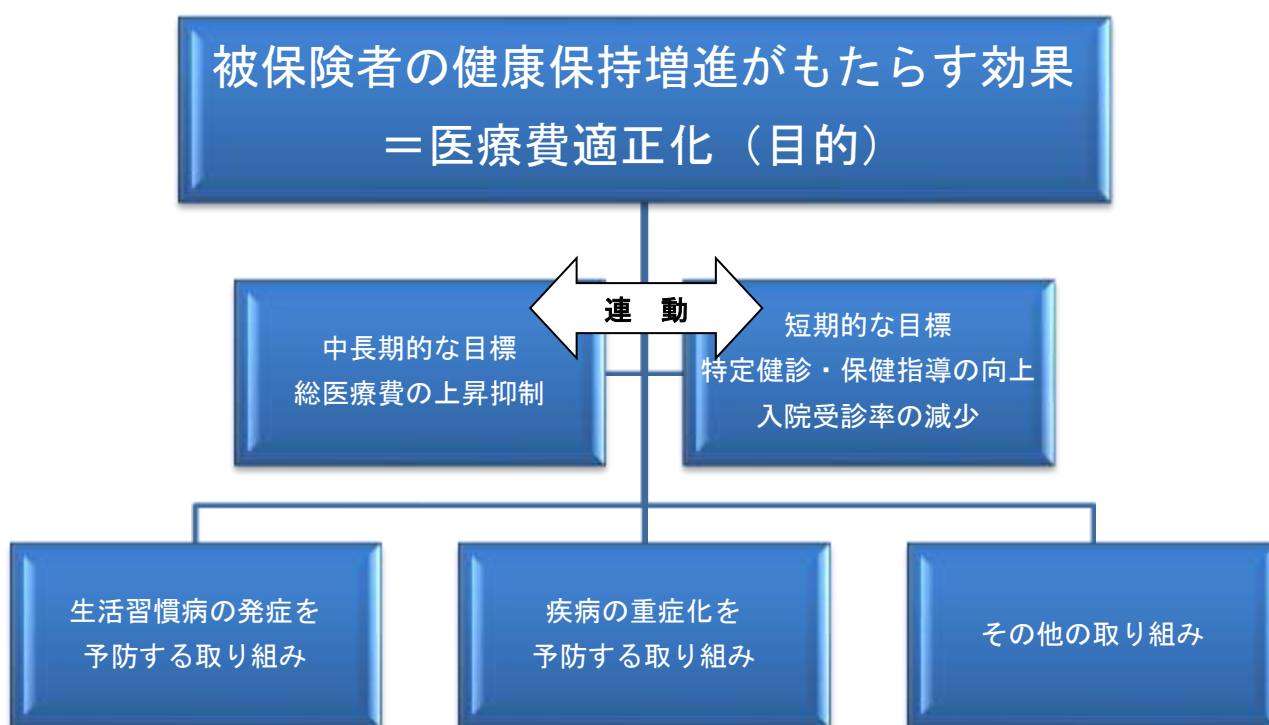 被保険者の健康保持増進がもたらす効果
＝医療費適正化（目的）
連　動
中長期的な目標
総医療費の上昇抑制
短期的な目標
特定健診・保健指導の向上
入院受診率の減少
生活習慣病の発症を
予防する取り組み
疾病の重症化を
予防する取り組み
その他の取り組み